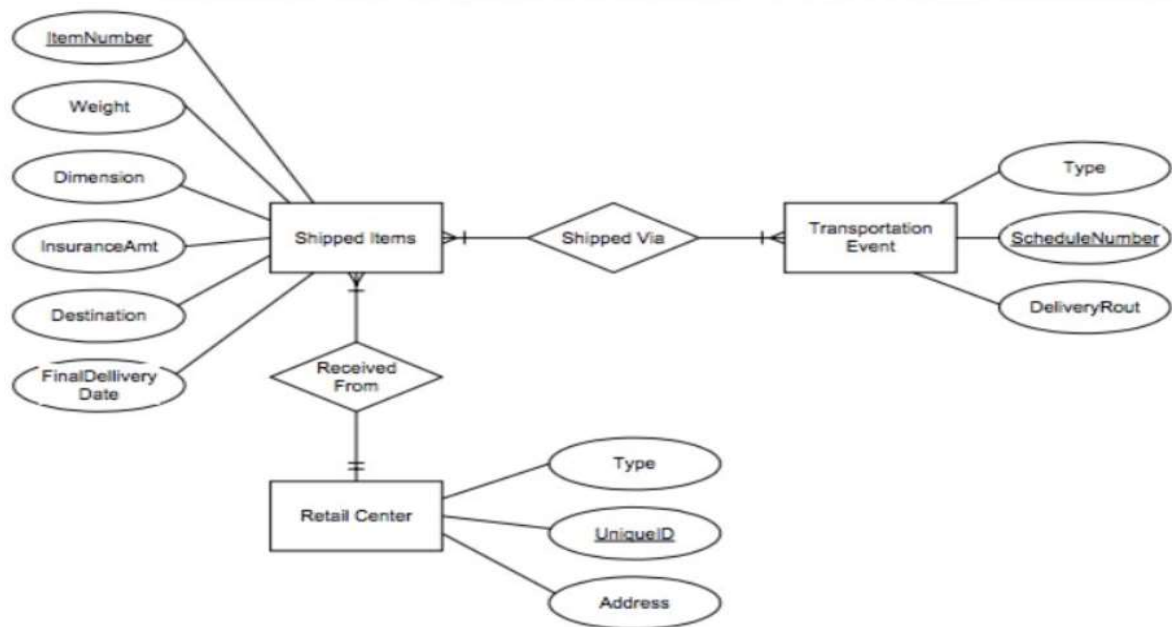 ItemNumber
Weight
Dimension
InsuranceAmt
Destination
FinalDellivery
Date
Shipped Items
Shipped Via
Transportation
Event
Type
ScheduleNumber
DeliveryRout
Received
From
Retail Center
Type
UniqueID
Address